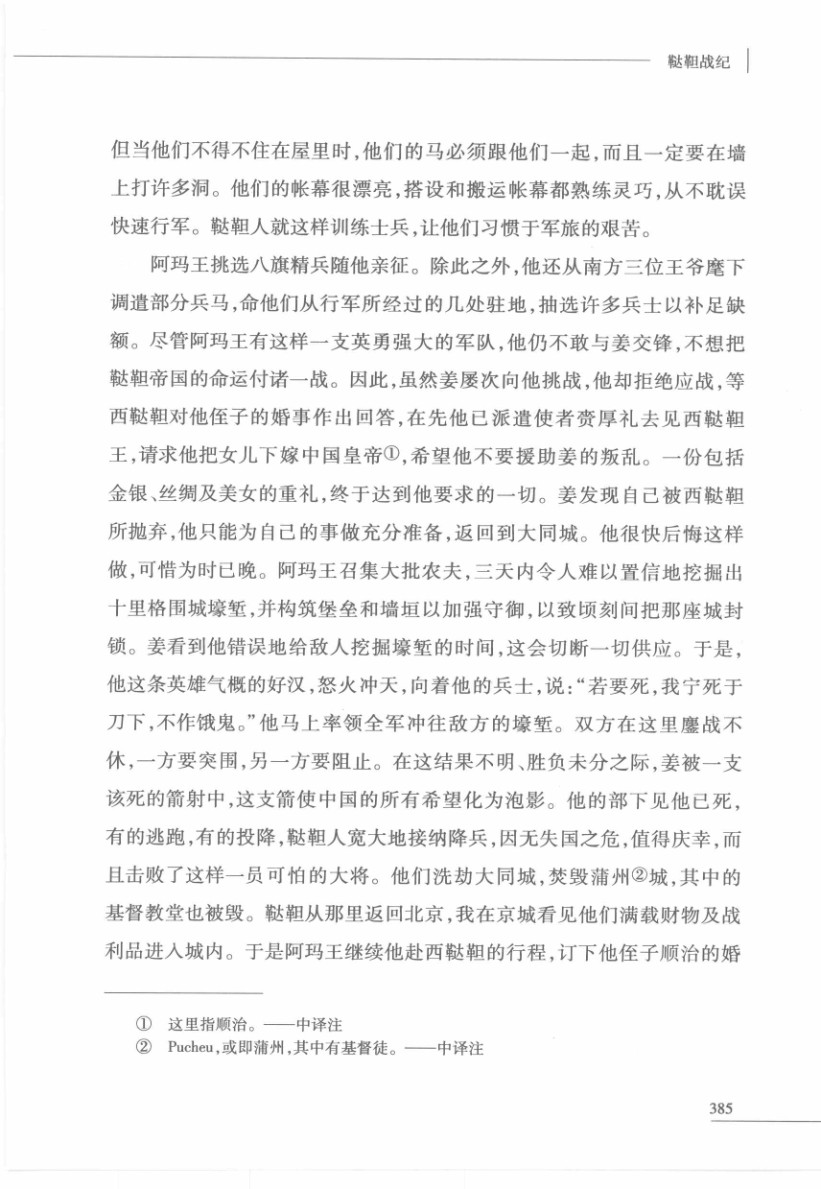 鞑靼战纪
但当他们不得不住在屋里时,他们的马必须跟他们一起,而且一定要在墙
上打许多洞。他们的帐幕很漂亮,搭设和搬运帐幕都熟练灵巧,从不耽误
快速行军。鞑靼人就这样训练士兵,让他们习惯于军旅的艰苦。
阿玛王挑选八旗精兵随他亲征。除此之外,他还从南方三位王爷麾下
调遣部分兵马,命他们从行军所经过的几处驻地,抽选许多兵士以补足缺
额。尽管阿玛王有这样一支英勇强大的军队,他仍不敢与姜交锋,不想把
鞑靼帝国的命运付诸一战。因此,虽然姜屡次向他挑战,他却拒绝应战,等
西鞑靼对他侄子的婚事作出回答,在先他已派遣使者赍厚礼去见西鞑靼
王,请求他把女儿下嫁中国皇帝①,希望他不要援助姜的叛乱。一份包括
金银、丝绸及美女的重礼,终于达到他要求的一切。姜发现自己被西鞑靼
所抛弃,他只能为自己的事做充分准备,返回到大同城。他很快后悔这样
做,可惜为时已晚。阿玛王召集大批农夫,三天内令人难以置信地挖掘出
十里格围城壕堑,并构筑堡垒和墙垣以加强守御,以致顷刻间把那座城封
锁。姜看到他错误地给敌人挖掘壕堑的时间,这会切断一切供应。于是,
他这条英雄气概的好汉,怒火冲天,向着他的兵士,说:“若要死,我宁死于
刀下,不作饿鬼。”他马上率领全军冲往敌方的壕堑。双方在这里鏖战不
休,一方要突围,另一方要阻止。在这结果不明、胜负未分之际,姜被一支
该死的箭射中,这支箭使中国的所有希望化为泡影。他的部下见他已死,
有的逃跑,有的投降,鞑靼人宽大地接纳降兵,因无失国之危,值得庆幸,而
且击败了这样一员可怕的大将。他们洗劫大同城,焚毁蒲州②城,其中的
基督教堂也被毁。鞑靼从那里返回北京,我在京城看见他们满载财物及战
利品进入城内。于是阿玛王继续他赴西鞑靼的行程,订下他侄子顺治的婚
① 这里指顺治。——中译注
② Pucheu,或即蒲州,其中有基督徒。——中译注
385